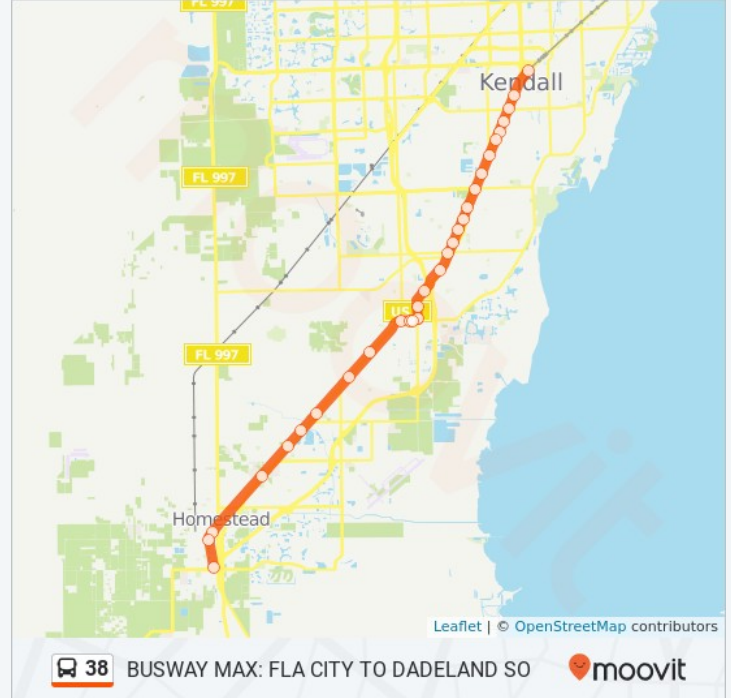 FL 997
Kendall
FL 997
US
FL 997
Homestead
Leaflet | © OpenStreetMap contributors
38 BUSWAY MAX: FLA CITY TO DADELAND SO moovit